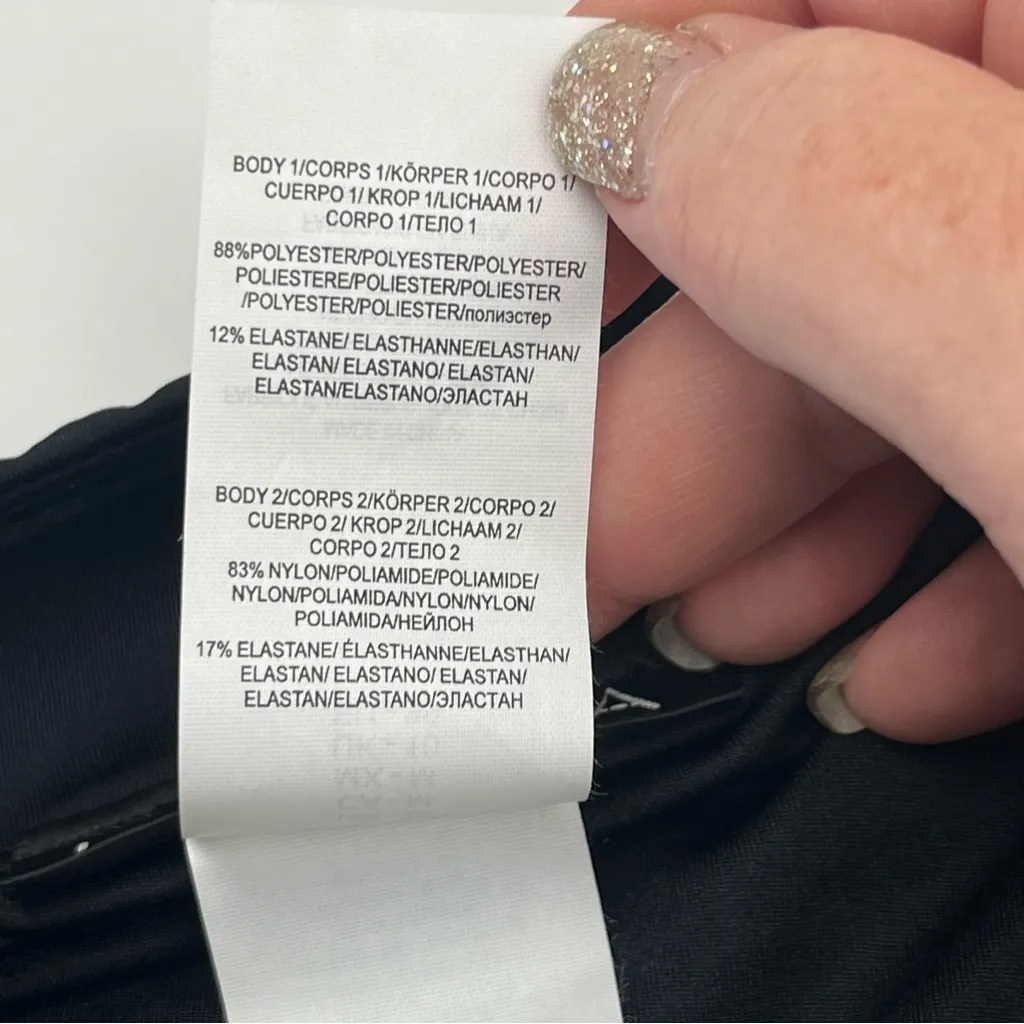 BODY 1/CORPS 1/KÖRPER 1/CORPO 1/
CUERPO 1/ KROP 1/LICHAAM 1/
CORPO 1/ТЕЛО 1
88%POLYESTER/POLYESTER/POLYESTER/
POLIESTERE/POLIESTER/POLIESTER
/POLYESTER/POLIESTER/полиэстер
12% ELASTANE/ ELASTHANNE/ELASTHAN/
ELASTAN/ ELASTANO/ ELASTAN/
ELASTAN/ELASTANO/ЭЛАСТАН
BODY 2/CORPS 2/KÖRPER 2/CORPO 2/
CUERPO 2/ KROP 2/LICHAAM 2/
CORPO 2/ТЕЛО 2
83% NYLON/POLIAMIDE/POLIAMIDE/
NYLON/POLIAMIDA/NYLON/NYLON/
POLIAMIDA/НЕЙЛОН
17% ELASTANE/ ÉLASTHANNE/ELASTHAN/
ELASTAN/ ELASTANO/ ELASTAN/
ELASTAN/ELASTANO/ЭЛАСТАН